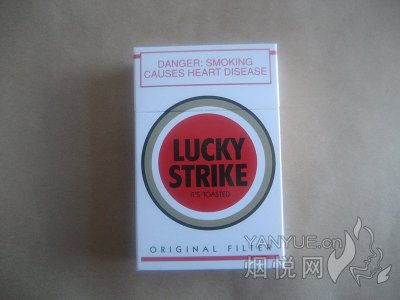 DANGER: SMOKING
CAUSES HEART DISEASE
LUCKY
STRIKE
IT'S TOASTED
ORIGINAL FILTER
YANYUE.cn
烟悦网